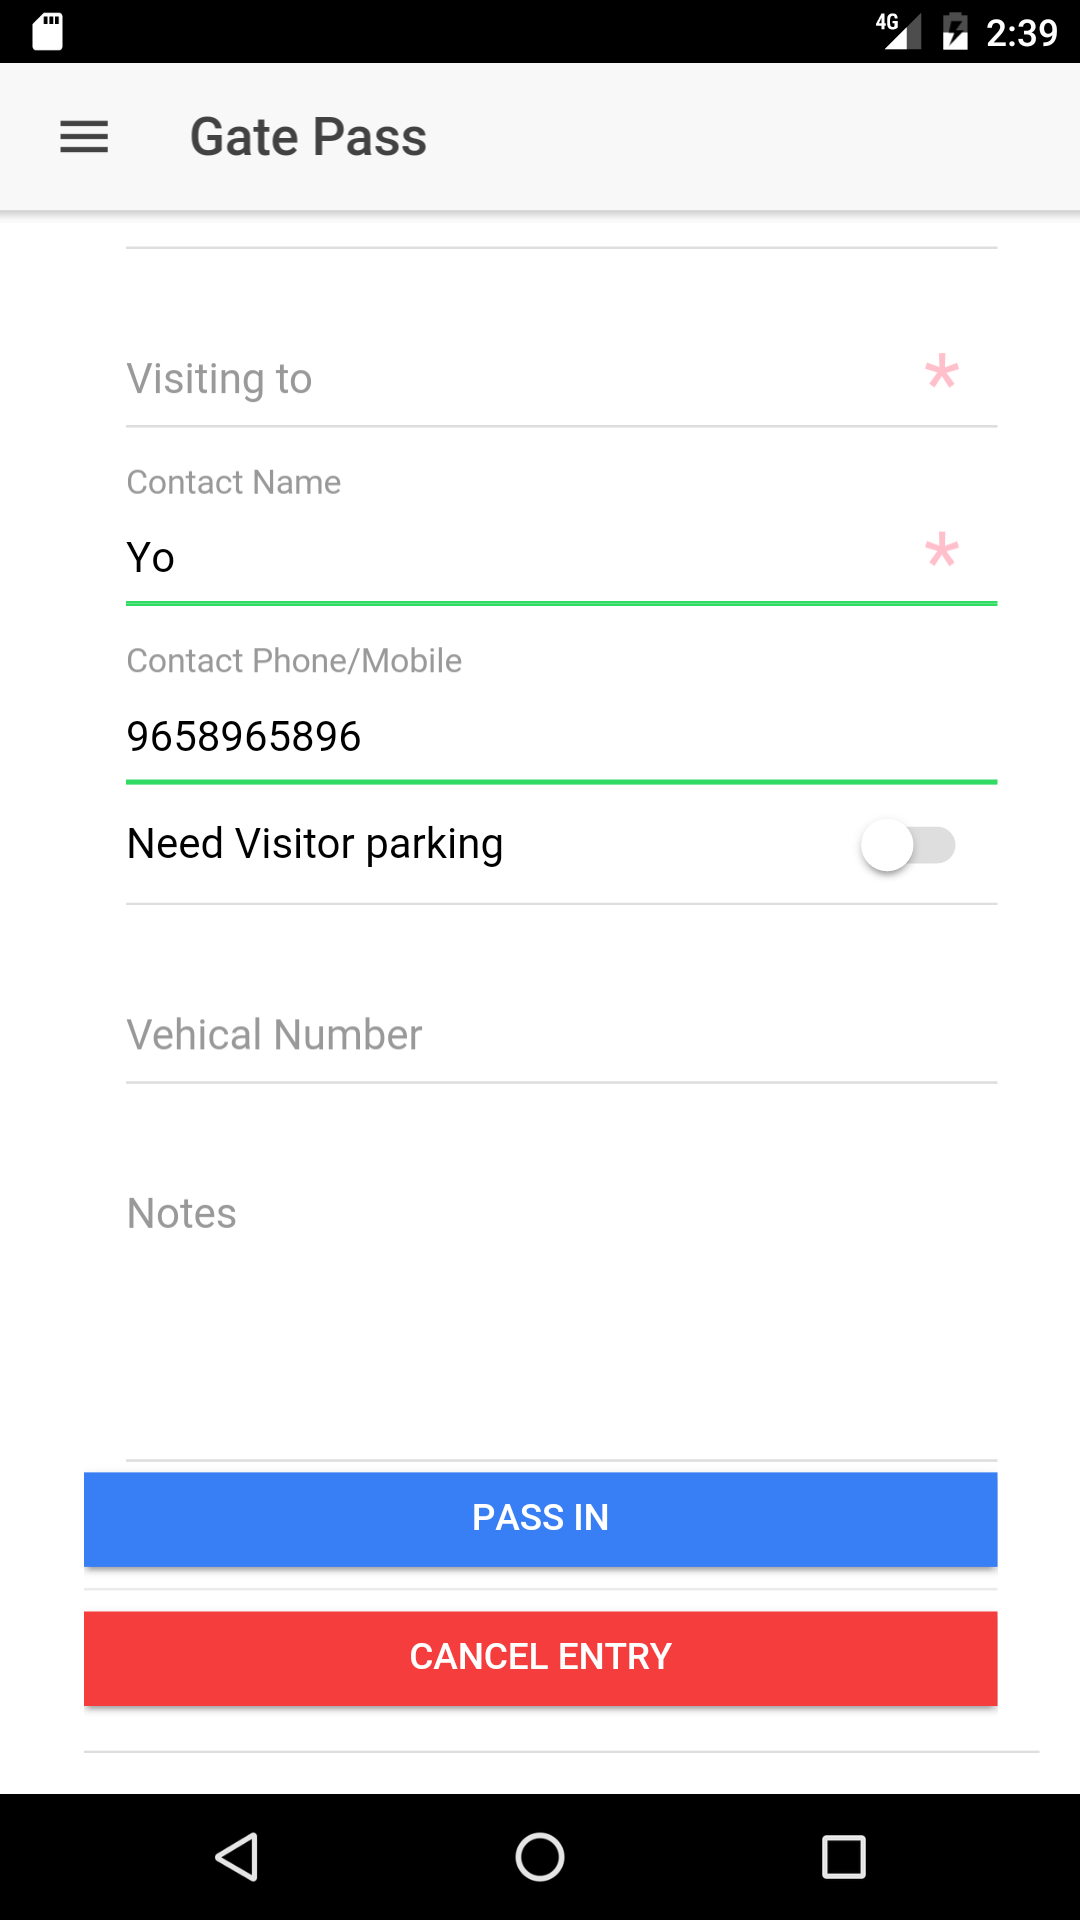 4G 2:39
Gate Pass
Visiting to *
Contact Name
Yo *
Contact Phone/Mobile
9658965896
Need Visitor parking
Vehical Number
Notes
PASS IN
CANCEL ENTRY